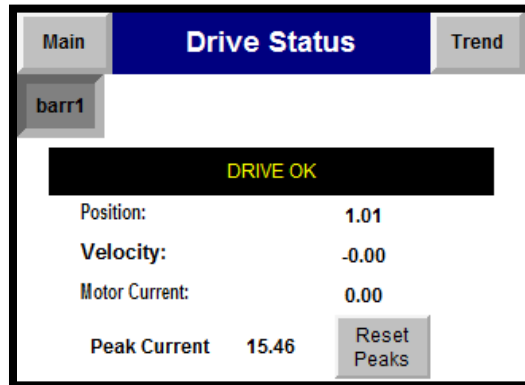 Main Drive Status Trend
barr1
DRIVE OK
Position: 1.01
Velocity: -0.00
Motor Current: 0.00
Peak Current 15.46 Reset
Peaks